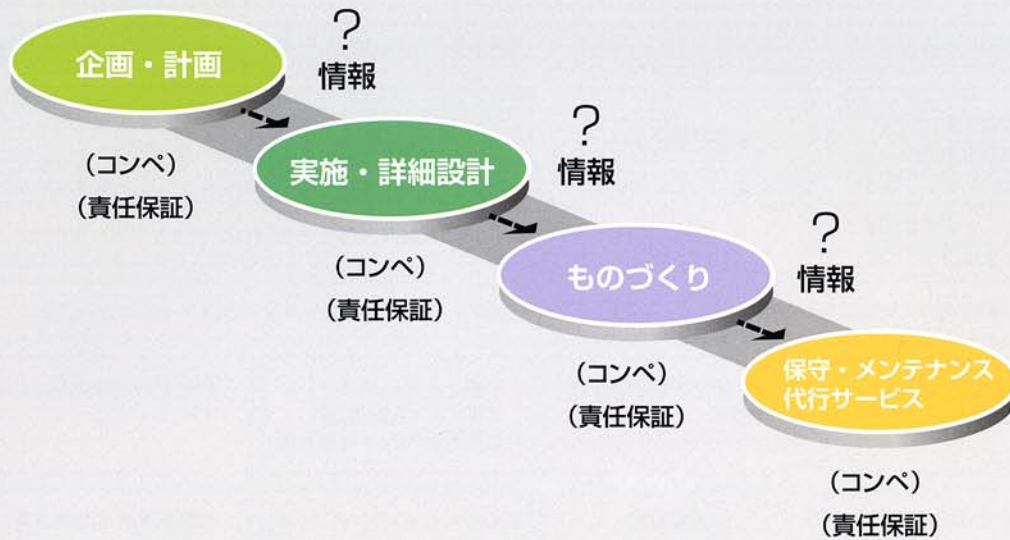 企画・計画
?
情報
(コンペ)
(責任保証)
実施・詳細設計
?
情報
(コンペ)
(責任保証)
ものづくり
?
情報
(コンペ)
(責任保証)
保守・メンテナンス
代行サービス
(コンペ)
(責任保証)